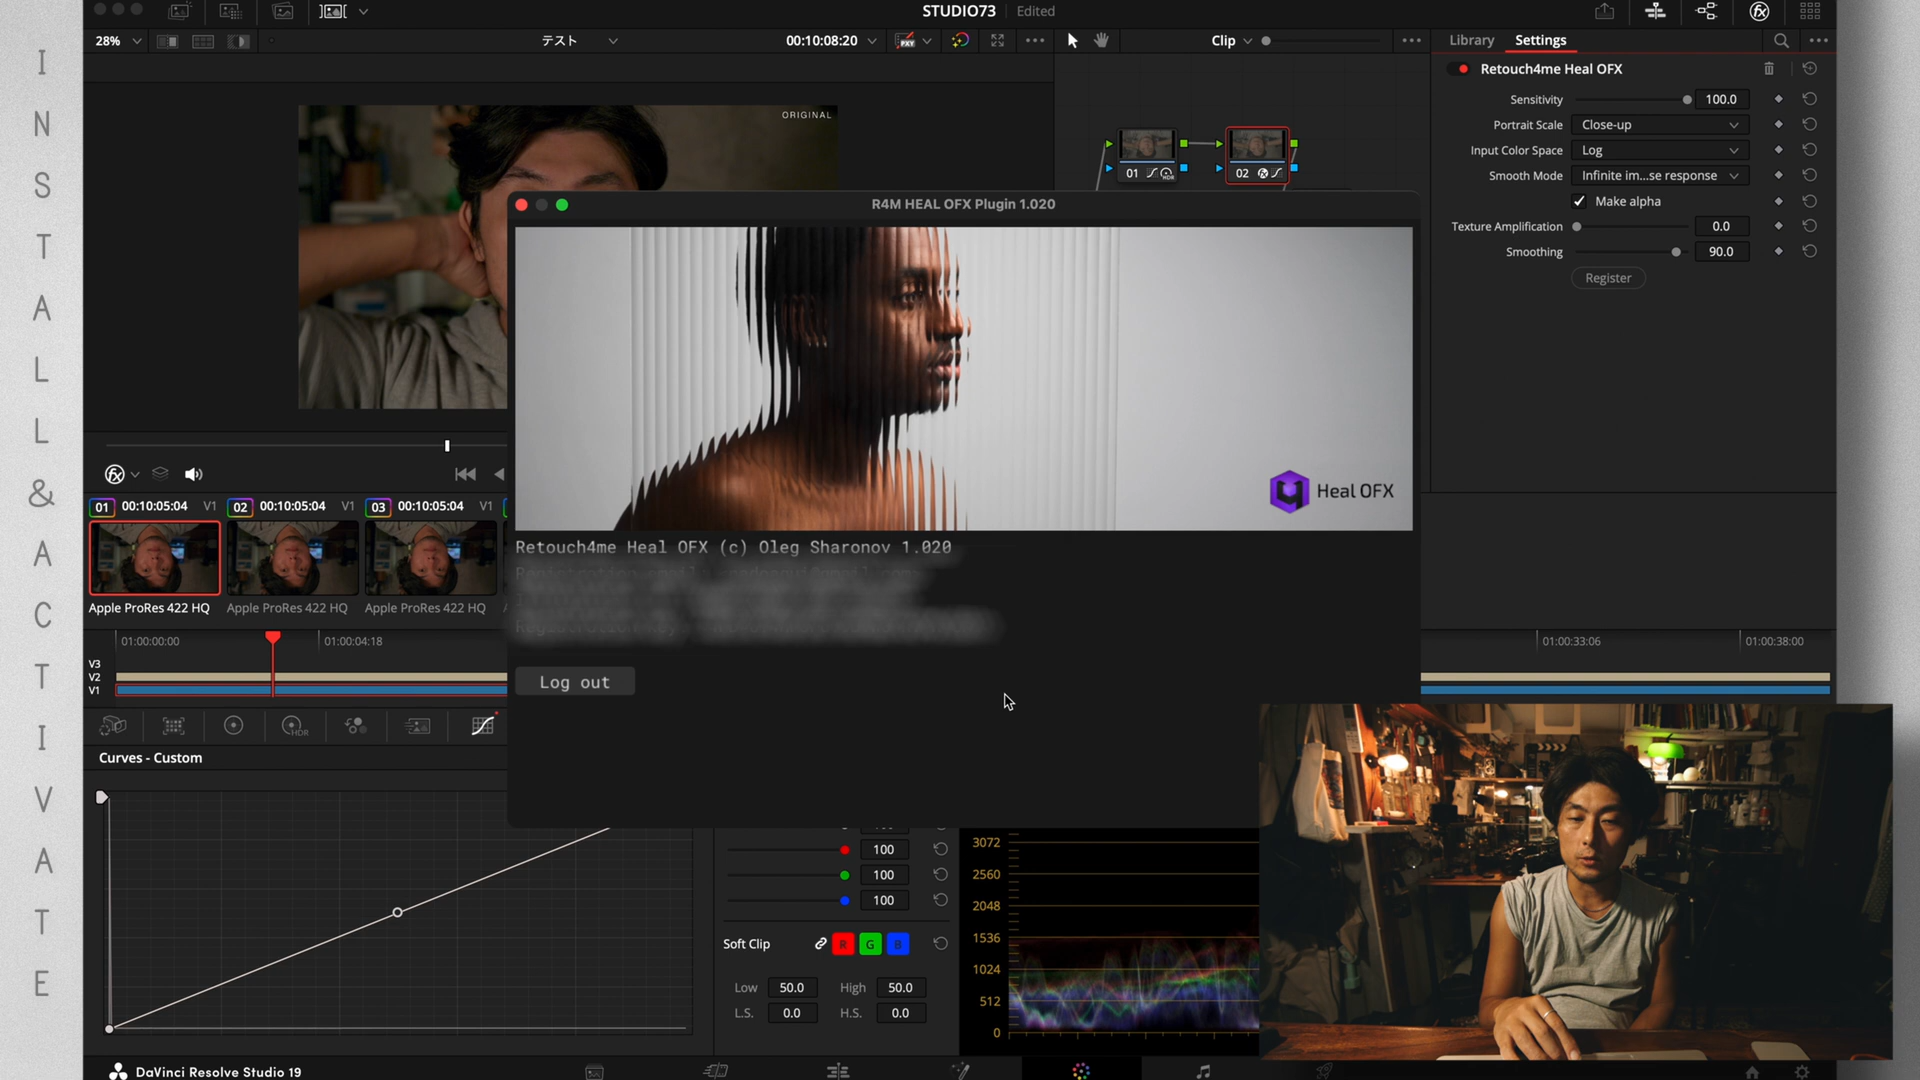 INSTALL&ACTIVATE
STUDIO73 Edited
28%
テスト
00:10:08:20
PXY
Clip
Library Settings
Retouch4me Heal OFX
Sensitivity 100.0
Portrait Scale Close-up
Input Color Space Log
Smooth Mode Infinite im...se response
Make alpha
Texture Amplification 0.0
Smoothing 90.0
Register
ORIGINAL
01 02
R4M HEAL OFX Plugin 1.020
Heal OFX
Retouch4me Heal OFX (c) Oleg Sharonov 1.020
Log out
01 00:10:05:04 V1 02 00:10:05:04 V1 03 00:10:05:04 V1
Apple ProRes 422 HQ Apple ProRes 422 HQ Apple ProRes 422 HQ
01:00:00:00 01:00:04:18 01:00:33:06 01:00:38:00
V3
V2
V1
HDR
Curves - Custom
100
100
100
Soft Clip R G B
Low 50.0 High 50.0
L.S. 0.0 H.S. 0.0
3072
2560
2048
1536
1024
512
0
DaVinci Resolve Studio 19